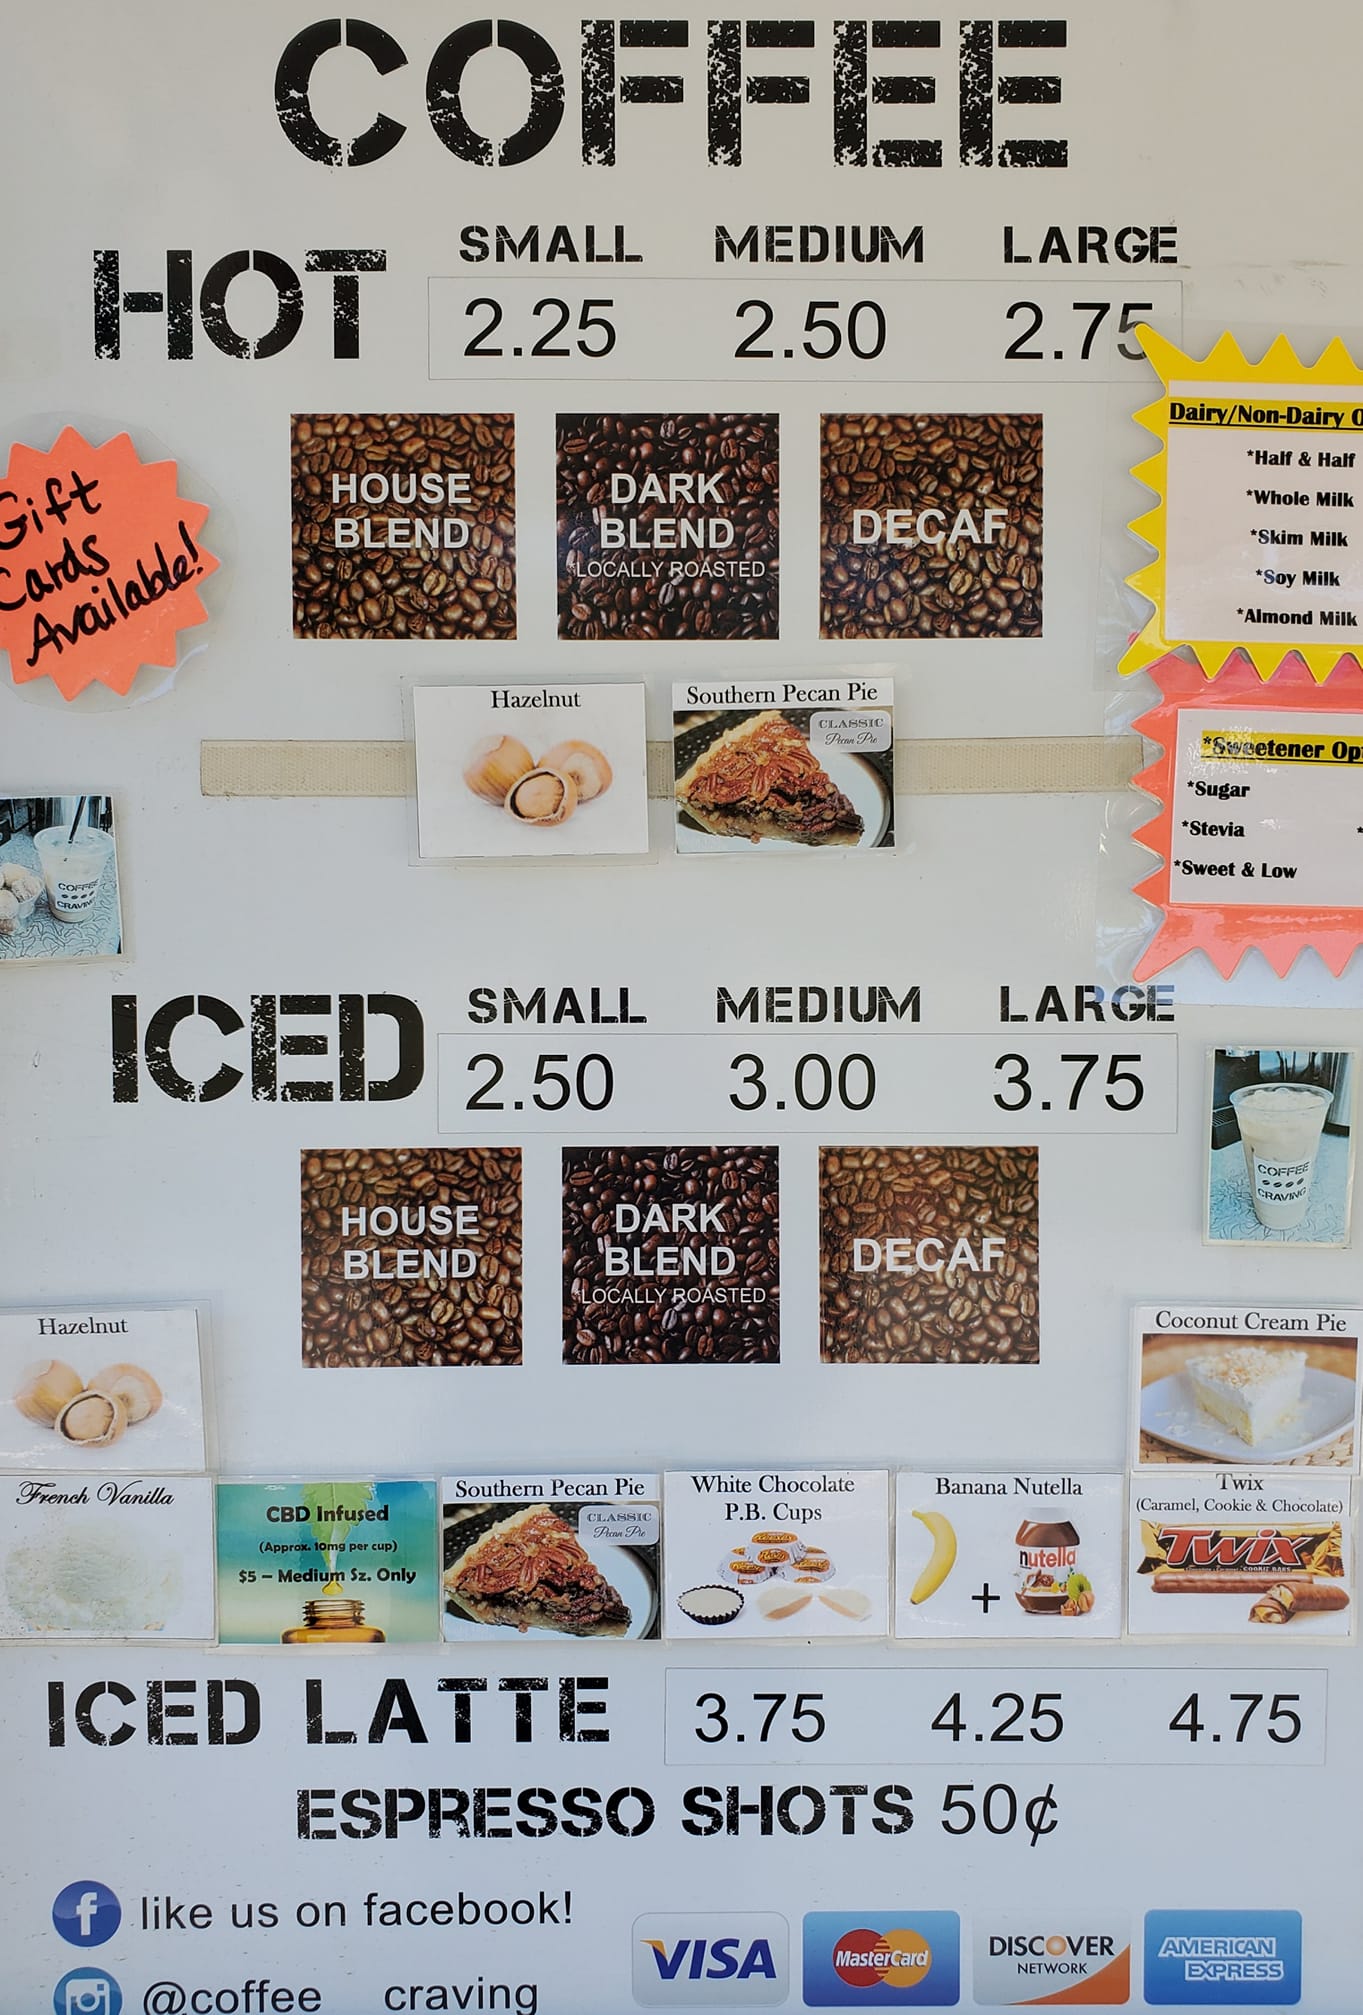 COFFEE
SMALL MEDIUM LARGE
HOT 2.25 2.50 2.75
Gift
Cards
Available!
HOUSE
BLEND
DARK
BLEND
*LOCALLY ROASTED
DECAF
Dairy/Non-Dairy
*Half & Half
*Whole Milk
*Skim Milk
*Soy Milk
*Almond Milk
Hazelnut
Southern Pecan Pie
CLASSIC
Pecan Pie
*Sweetener
*Sugar
*Stevia
*Sweet & Low
COFFEE
CRAVING
SMALL MEDIUM LARGE
ICED 2.50 3.00 3.75
COFFEE
CRAVING
HOUSE
BLEND
DARK
BLEND
*LOCALLY ROASTED
DECAF
Hazelnut
Coconut Cream Pie
French Vanilla
CBD Infused
(Approx. 10mg per cup)
$5 – Medium Sz. Only
Southern Pecan Pie
CLASSIC
Pecan Pie
White Chocolate
P.B. Cups
Banana Nutella
+
nutella
Twix
(Caramel, Cookie & Chocolate)
TWIX
ICED LATTE 3.75 4.25 4.75
ESPRESSO SHOTS 50¢
f like us on facebook!
@coffee craving
VISA
MasterCard
DISCOVER
NETWORK
AMERICAN
EXPRESS